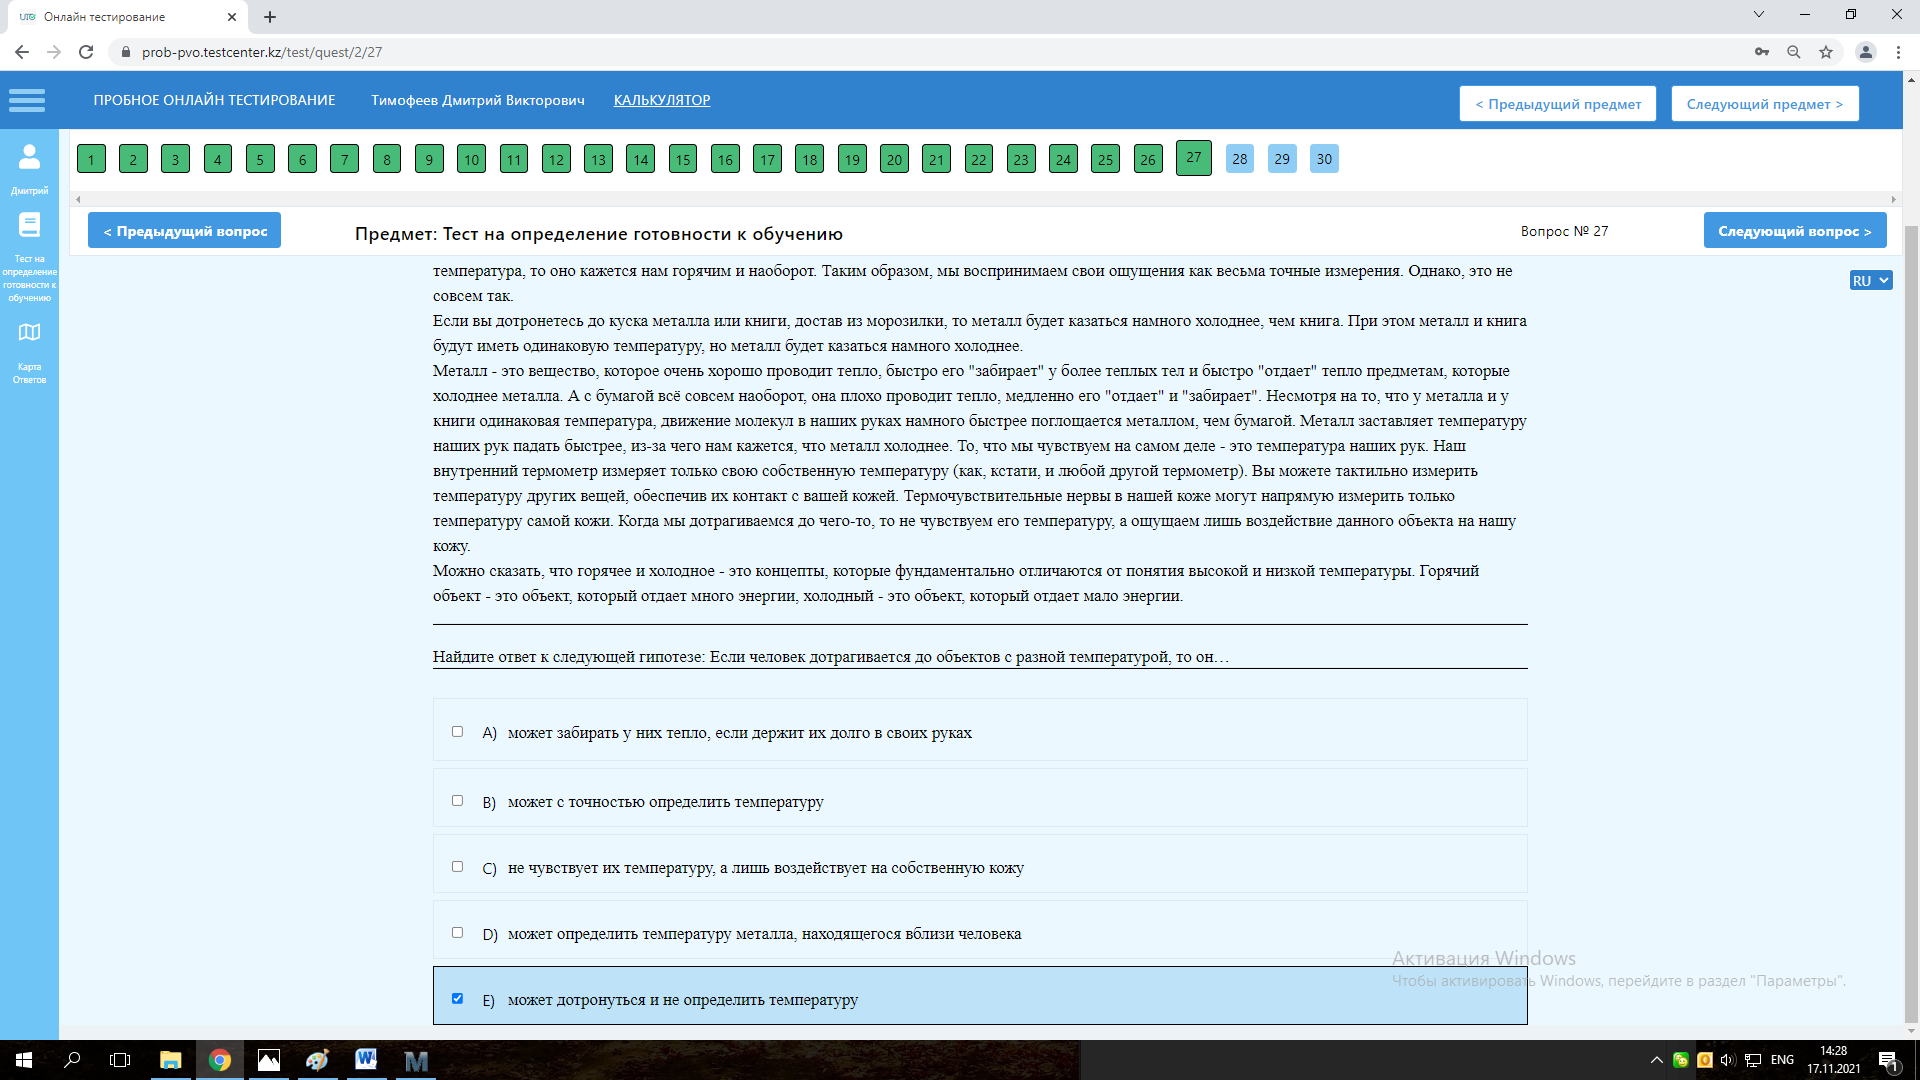 Онлайн тестирование
prob-pvo.testcenter.kz/test/quest/2/27
ПРОБНОЕ ОНЛАЙН ТЕСТИРОВАНИЕ Тимофеев Дмитрий Викторович КАЛЬКУЛЯТОР < Предыдущий предмет Следующий предмет >
1 2 3 4 5 6 7 8 9 10 11 12 13 14 15 16 17 18 19 20 21 22 23 24 25 26 27 28 29 30
Дмитрий
Тест на
определение
готовности к
обучению
Карта
Ответов
< Предыдущий вопрос Предмет: Тест на определение готовности к обучению Вопрос № 27 Следующий вопрос >
RU
температура, то оно кажется нам горячим и наоборот. Таким образом, мы воспринимаем свои ощущения как весьма точные измерения. Однако, это не
совсем так.
Если вы дотронетесь до куска металла или книги, достав из морозилки, то металл будет казаться намного холоднее, чем книга. При этом металл и книга
будут иметь одинаковую температуру, но металл будет казаться намного холоднее.
Металл - это вещество, которое очень хорошо проводит тепло, быстро его "забирает" у более теплых тел и быстро "отдает" тепло предметам, которые
холоднее металла. А с бумагой всё совсем наоборот, она плохо проводит тепло, медленно его "отдает" и "забирает". Несмотря на то, что у металла и у
книги одинаковая температура, движение молекул в наших руках намного быстрее поглощается металлом, чем бумагой. Металл заставляет температуру
наших рук падать быстрее, из-за чего нам кажется, что металл холоднее. То, что мы чувствуем на самом деле - это температура наших рук. Наш
внутренний термометр измеряет только свою собственную температуру (как, кстати, и любой другой термометр). Вы можете тактильно измерить
температуру других вещей, обеспечив их контакт с вашей кожей. Термочувствительные нервы в нашей коже могут напрямую измерить только
температуру самой кожи. Когда мы дотрагиваемся до чего-то, то не чувствуем его температуру, а ощущаем лишь воздействие данного объекта на нашу
кожу.
Можно сказать, что горячее и холодное - это концепты, которые фундаментально отличаются от понятия высокой и низкой температуры. Горячий
объект - это объект, который отдает много энергии, холодный - это объект, который отдает мало энергии.
Найдите ответ к следующей гипотезе: Если человек дотрагивается до объектов с разной температурой, то он…
A) может забирать у них тепло, если держит их долго в своих руках
B) может с точностью определить температуру
C) не чувствует их температуру, а лишь воздействует на собственную кожу
D) может определить температуру металла, находящегося вблизи человека
E) может дотронуться и не определить температуру
Активация Windows
Чтобы активировать Windows, перейдите в раздел "Параметры".
ENG
14:28
17.11.2021
1